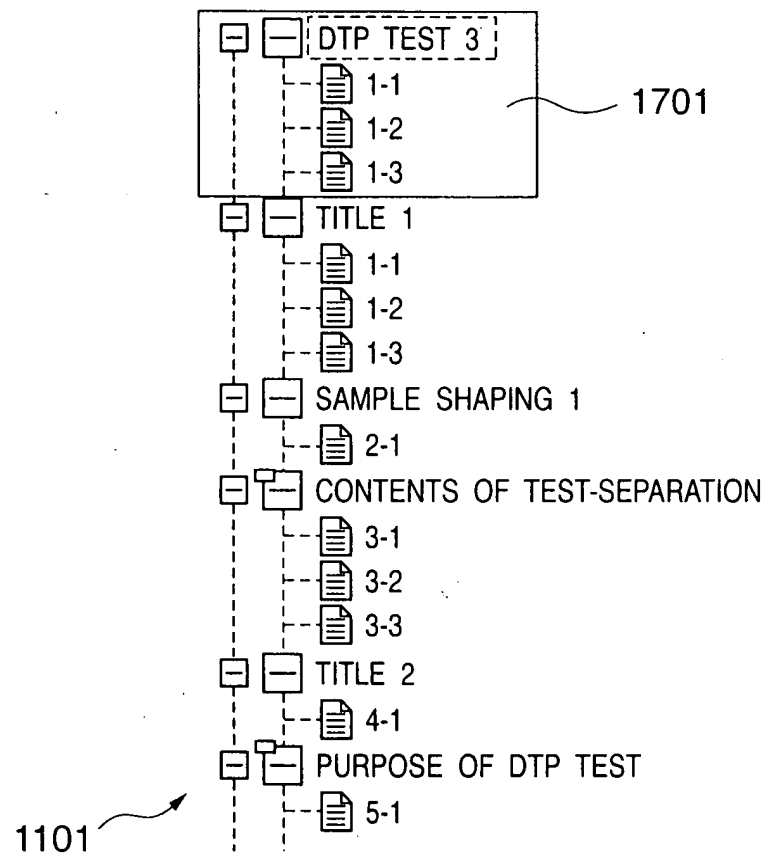 DTP TEST 3
1-1
1701
1-2
1-3
TITLE 1
1-1
1-2
1-3
SAMPLE SHAPING 1
2-1
CONTENTS OF TEST-SEPARATION
3-1
3-2
3-3
TITLE 2
4-1
PURPOSE OF DTP TEST
5-1
1101